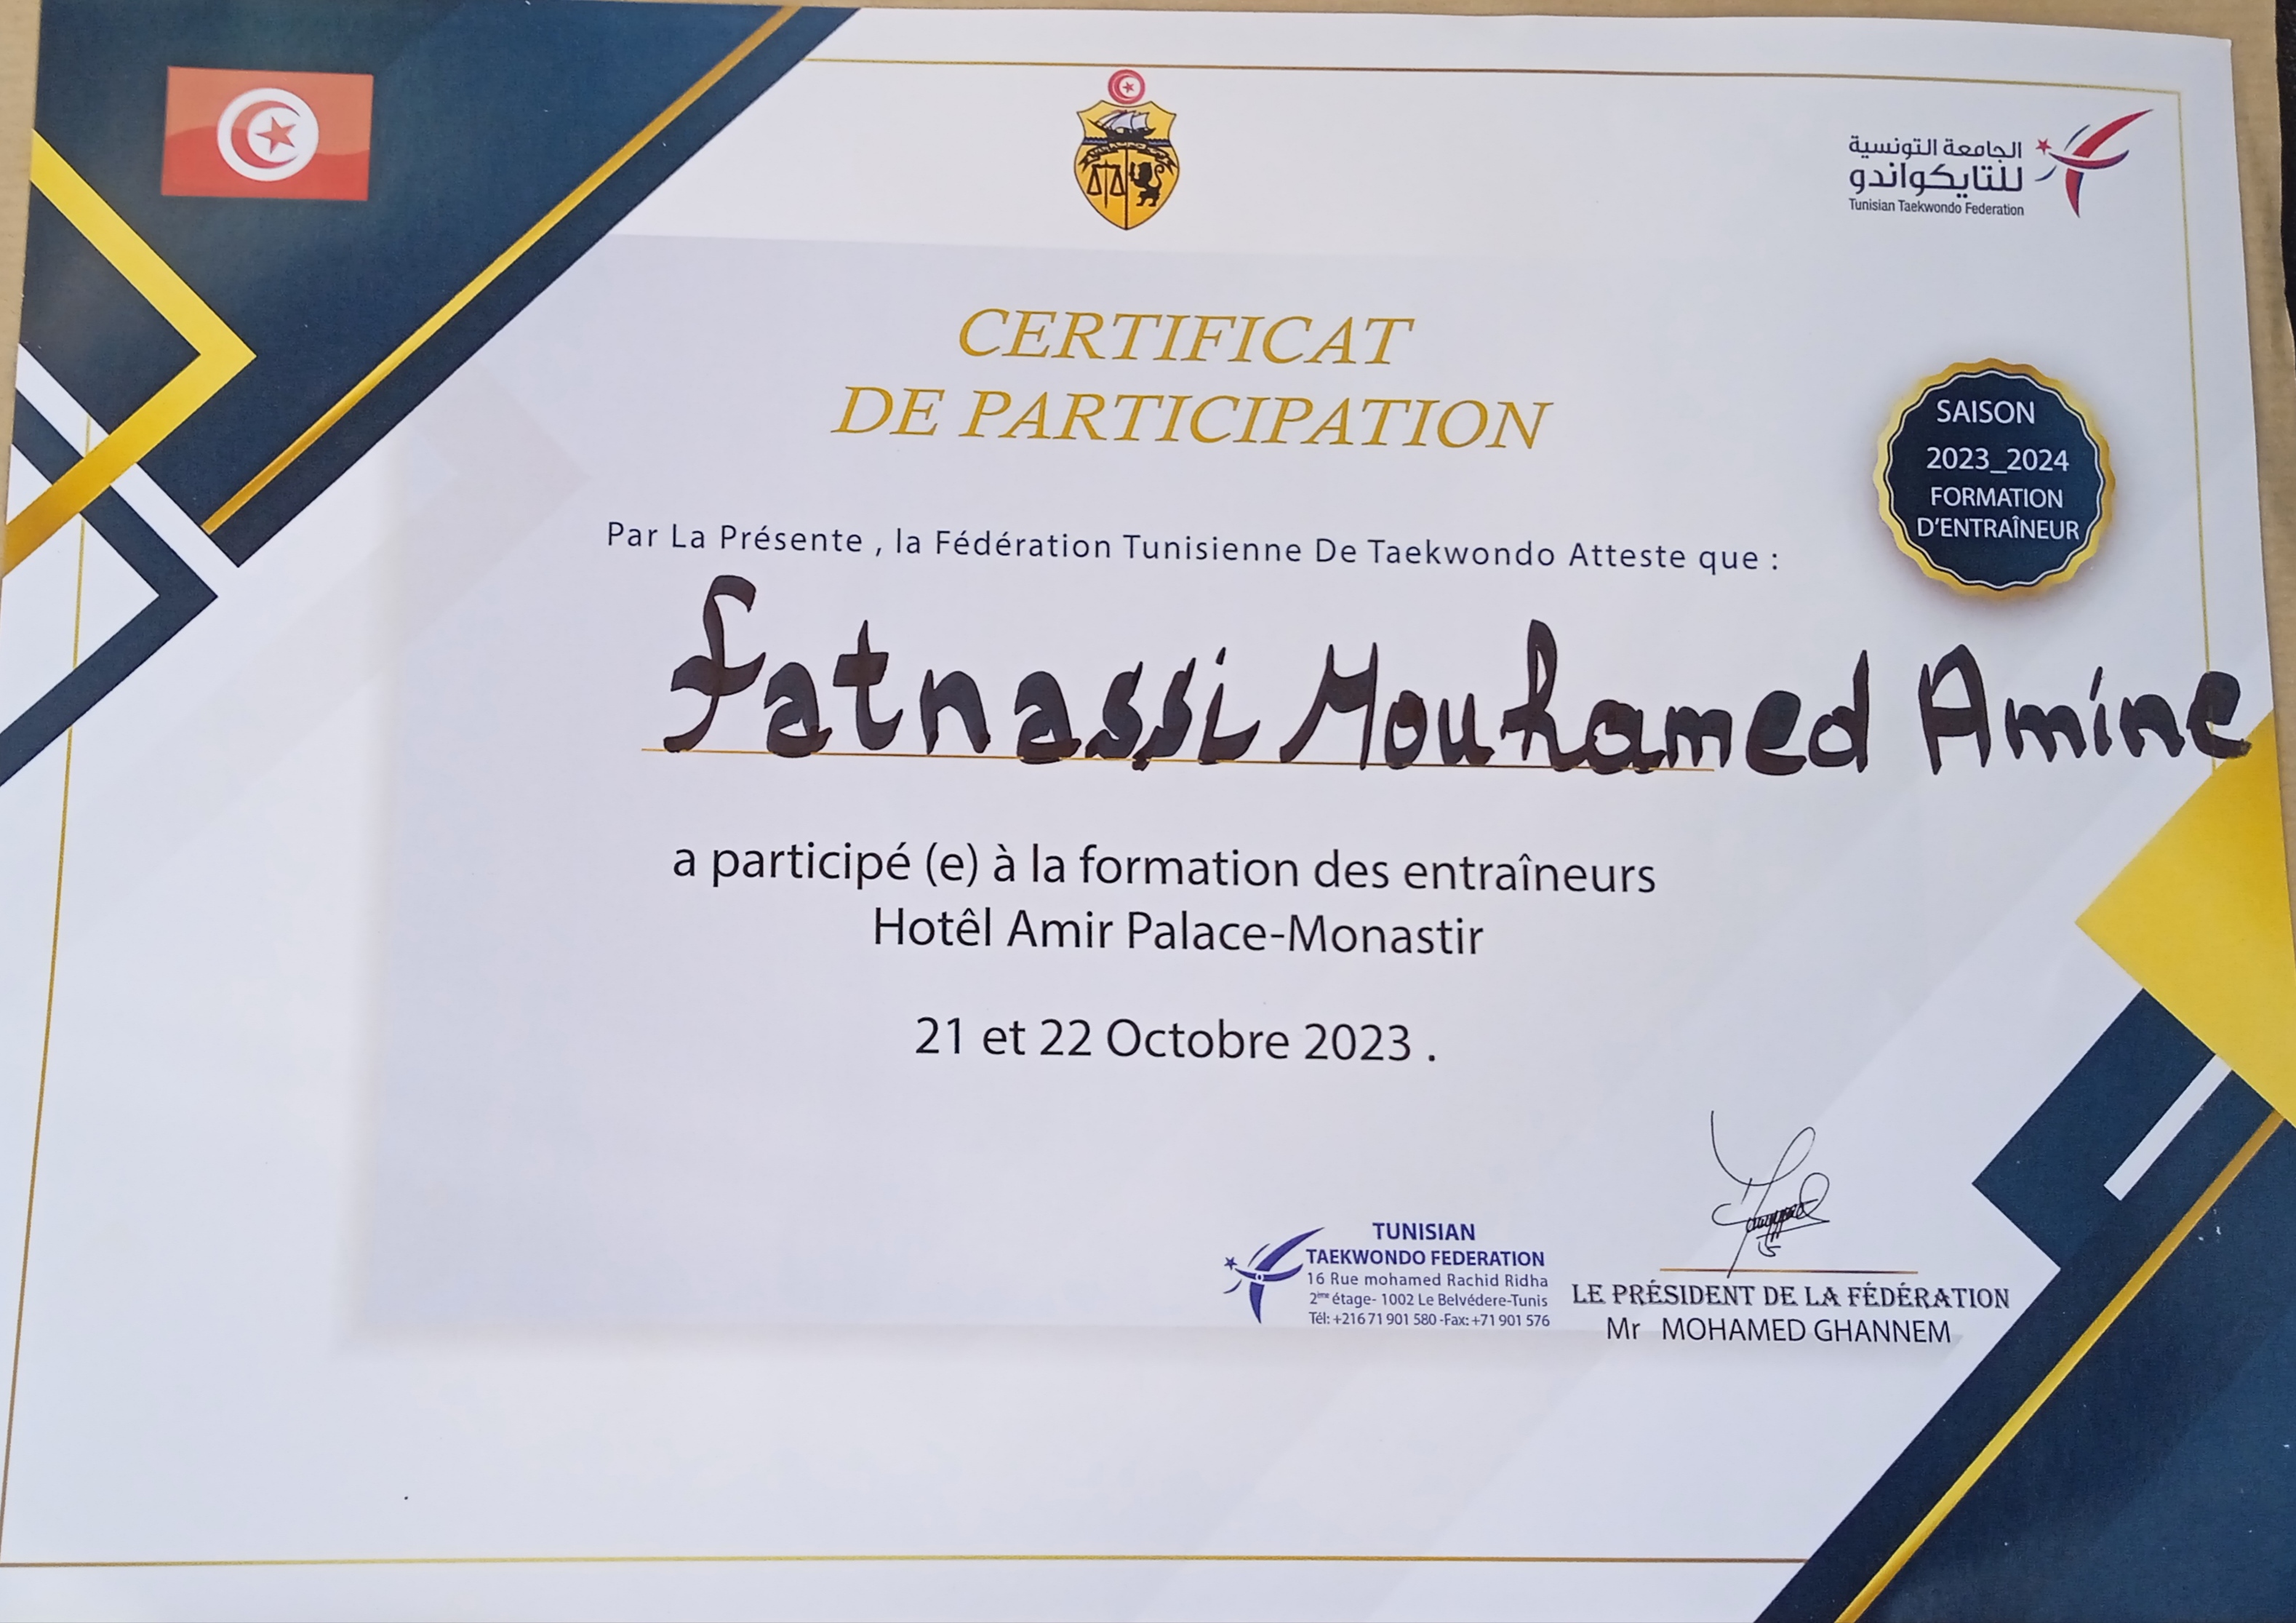 الجامعة التونسية
للتايكواندو
Tunisian Taekwondo Federation
CERTIFICAT
DE PARTICIPATION
SAISON
2023_2024
FORMATION
D'ENTRAÎNEUR
Par La Présente , la Fédération Tunisienne De Taekwondo Atteste que :
Fatnassi Mouhamed Amine
a participé (e) à la formation des entraîneurs
Hotêl Amir Palace-Monastir
21 et 22 Octobre 2023 .
TUNISIAN
TAEKWONDO FEDERATION
16 Rue mohamed Rachid Ridha
2ème étage- 1002 Le Belvédere-Tunis
Tél: +216 71 901 580 -Fax: +71 901 576
LE PRÉSIDENT DE LA FÉDÉRATION
Mr MOHAMED GHANNEM